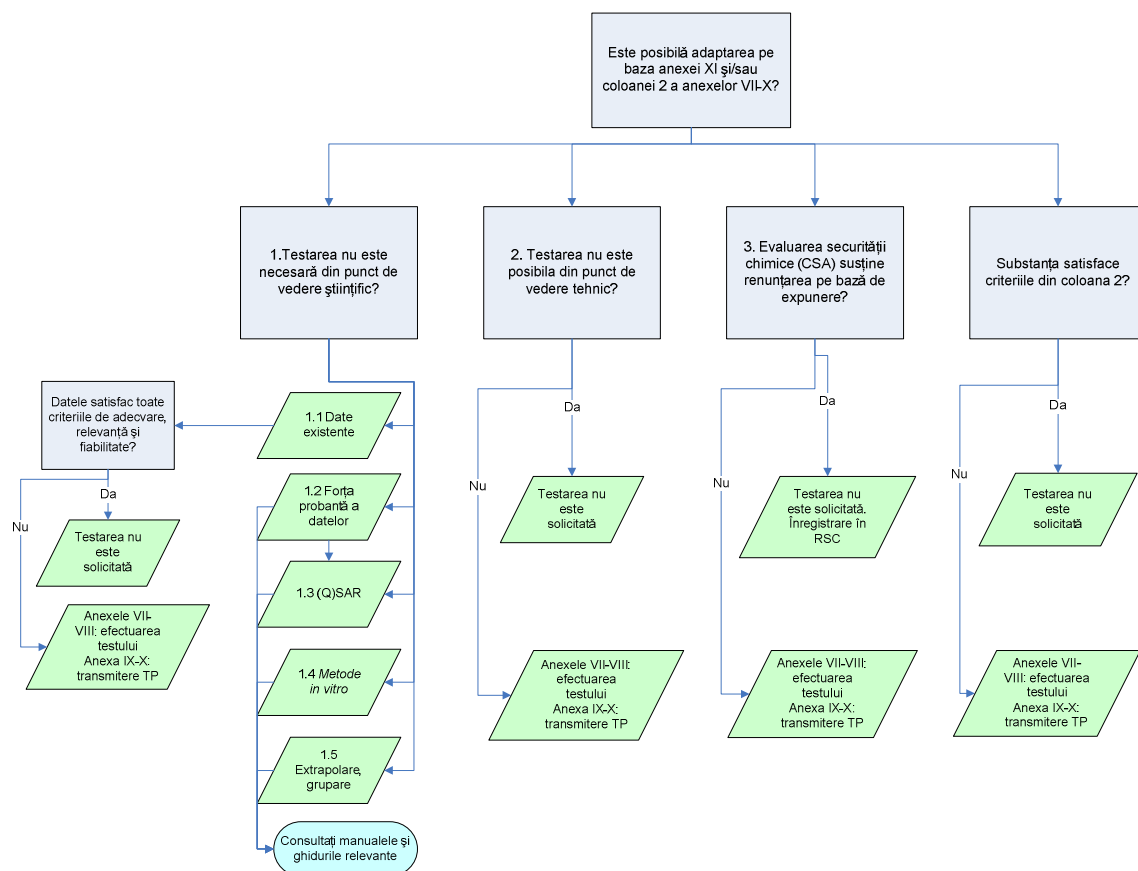 Este posibilă adaptarea pe
baza anexei XI şi/sau
coloanei 2 a anexelor VII-X?
1.Testarea nu este
necesară din punct de
vedere ştiinţific?
2. Testarea nu este
posibila din punct de
vedere tehnic?
3. Evaluarea securităţii
chimice (CSA) susţine
renunţarea pe bază de
expunere?
Substanţa satisface
criteriile din coloana 2?
Datele satisfac toate
criteriile de adecvare,
relevanţă şi
fiabilitate?
Da
Nu
Testarea nu
este
solicitată
Anexele VII-
VIII: efectuarea
testului
Anexa IX-X:
transmitere TP
1.1 Date
existente
1.2 Forţa
probantă a
datelor
1.3 (Q)SAR
1.4 Metode
in vitro
1.5
Extrapolare,
grupare
Consultaţi manualele şi
ghidurile relevante
Da
Nu
Testarea nu
este
solicitată
Anexele VII-VIII:
efectuarea
testului
Anexa IX-X:
transmitere TP
Da
Nu
Testarea nu
este solicitată.
Înregistrare în
RSC
Anexele VII-VIII:
efectuarea
testului
Anexa IX-X:
transmitere TP
Da
Nu
Testarea nu
este
solicitată
Anexele VII-
VIII: efectuarea
testului
Anexa IX-X:
transmitere TP